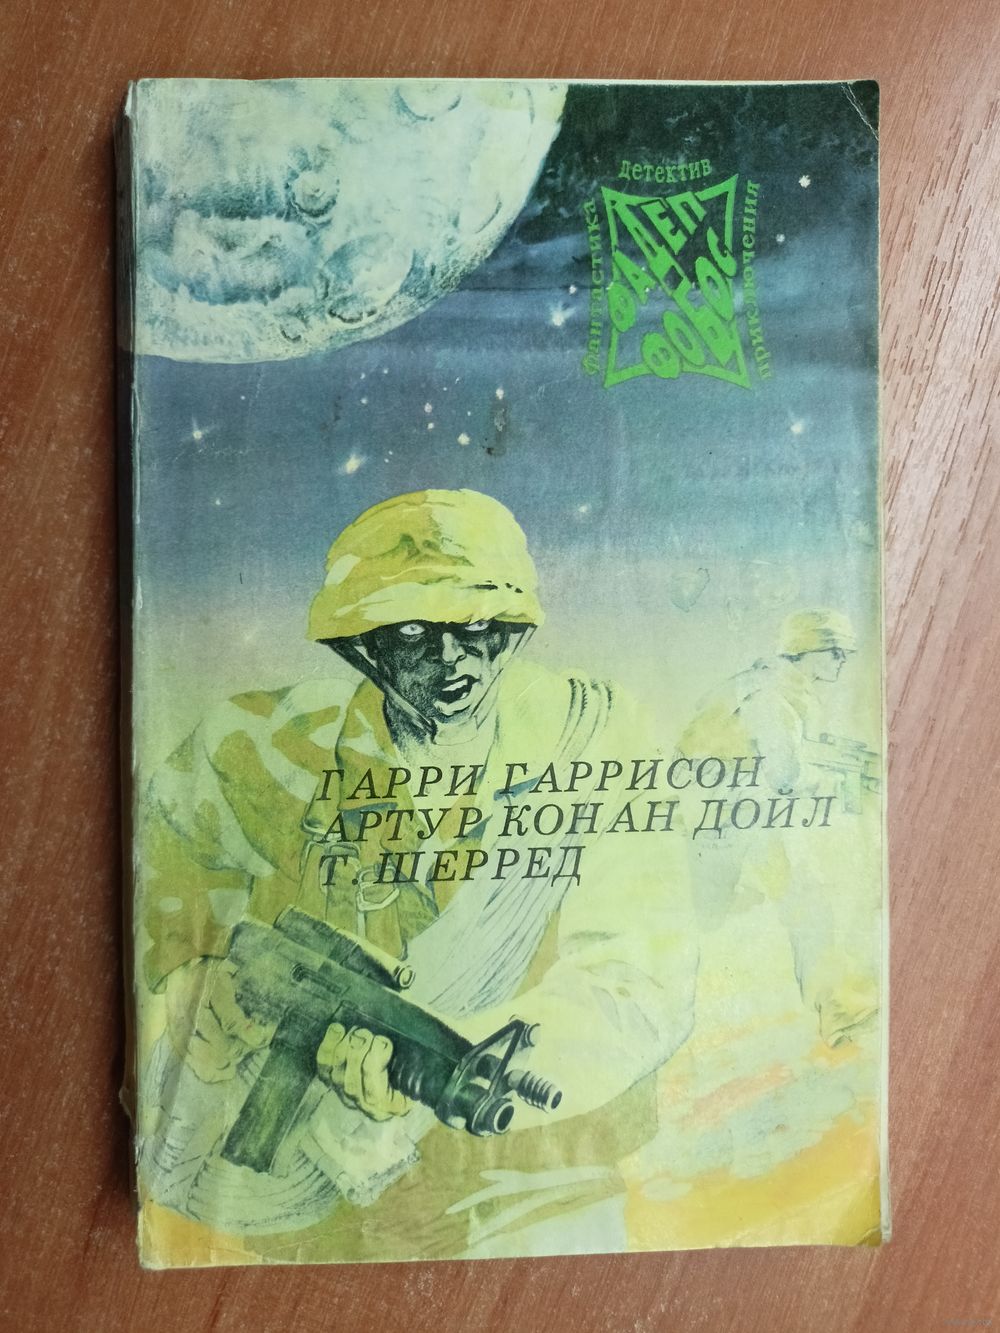 детектив
фантастика
ФАДЕП
ФОБОС
приключения
ГАРРИ ГАРРИСОН
АРТУР КОНАН ДОЙЛ
Т. ШЕРРЕД